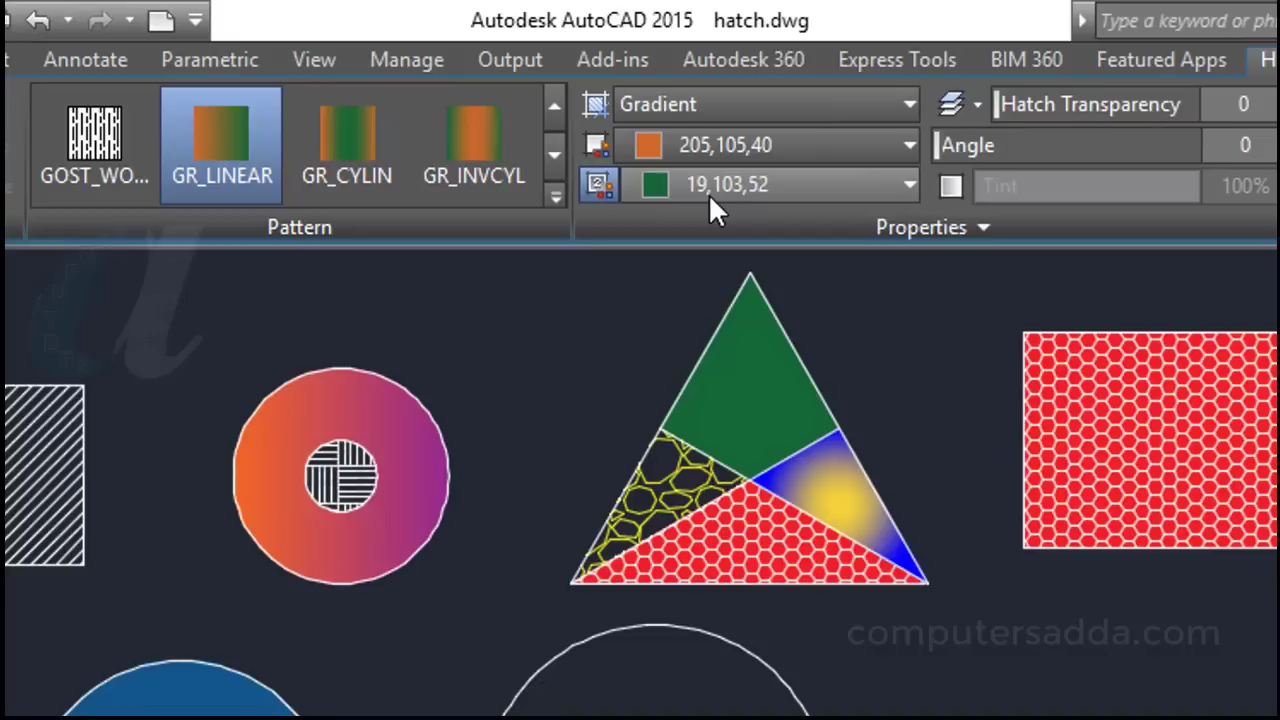 Autodesk AutoCAD 2015 hatch.dwg
Type a keyword or ph
Annotate Parametric View Manage Output Add-ins Autodesk 360 Express Tools BIM 360 Featured Apps H
GOST_WO... GR_LINEAR GR_CYLIN GR_INVCYL
Gradient
Hatch Transparency 0
205,105,40
Angle 0
2
19,103,52
Tint 100%
Pattern
Properties
computersadda.com